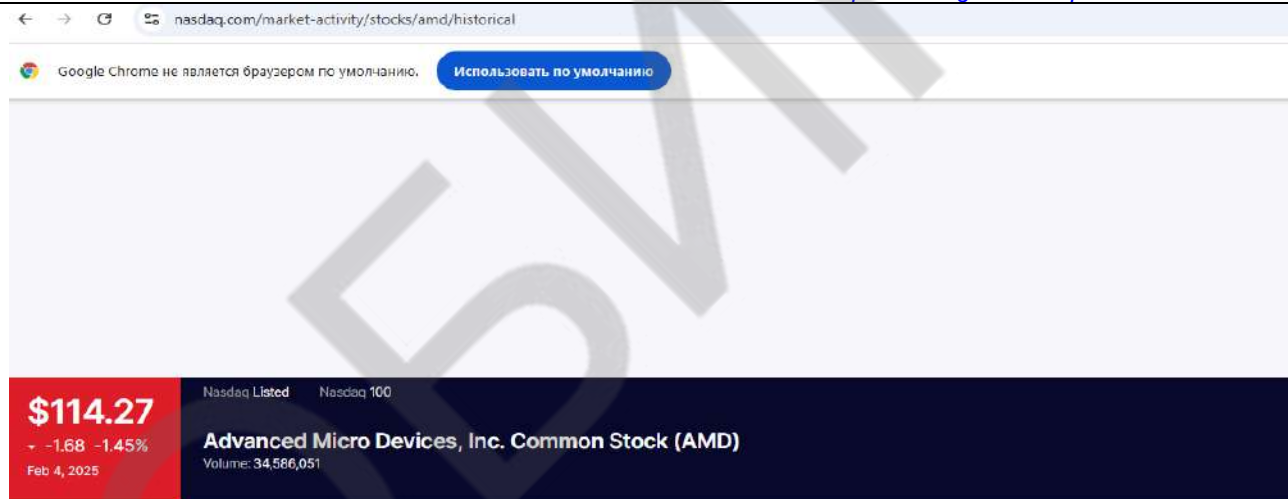 nasdaq.com/market-activity/stocks/amd/historical
Google Chrome не является браузером по умолчанию. Использовать по умолчанию
$114.27
-1.68 -1.45%
Feb 4, 2025
Nasdaq Listed Nasdaq 100
Advanced Micro Devices, Inc. Common Stock (AMD)
Volume: 34,586,051